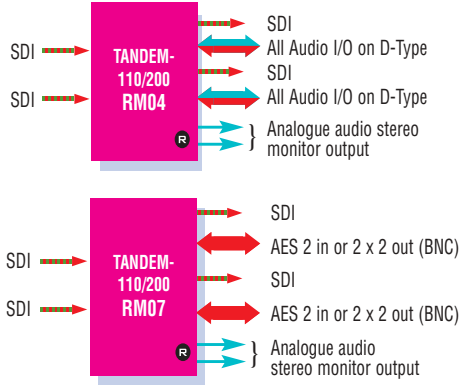 SDI
SDI
TANDEM-
110/200
RM04
R
SDI
All Audio I/O on D-Type
SDI
All Audio I/O on D-Type
Analogue audio stereo
monitor output
SDI
SDI
TANDEM-
110/200
RM07
R
SDI
AES 2 in or 2 x 2 out (BNC)
SDI
AES 2 in or 2 x 2 out (BNC)
Analogue audio
stereo monitor output